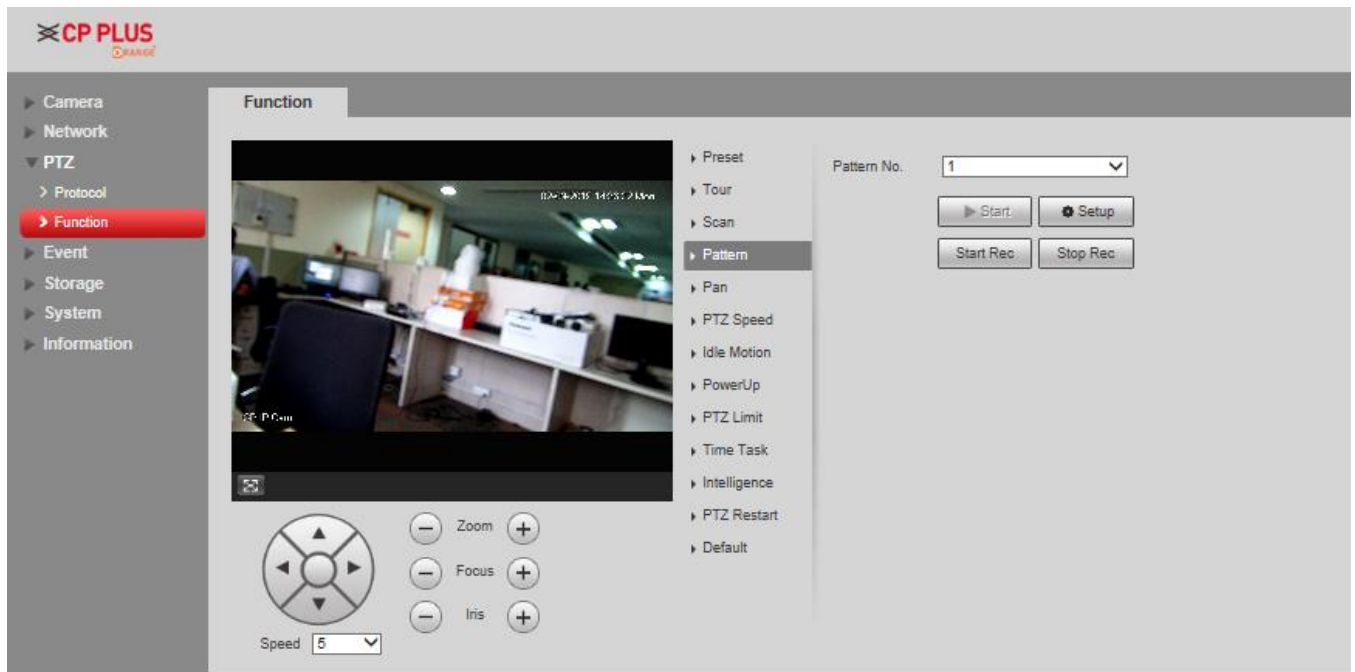 CP PLUS
ORANGE
Camera
Network
PTZ
Protocol
Function
Event
Storage
System
Information
Function
Mon
Zoom
Focus
Iris
Speed 5
Preset
Tour
Scan
Pattern
Pan
PTZ Speed
Idle Motion
PowerUp
PTZ Limit
Time Task
Intelligence
PTZ Restart
Default
Pattern No. 1
Start Setup
Start Rec Stop Rec